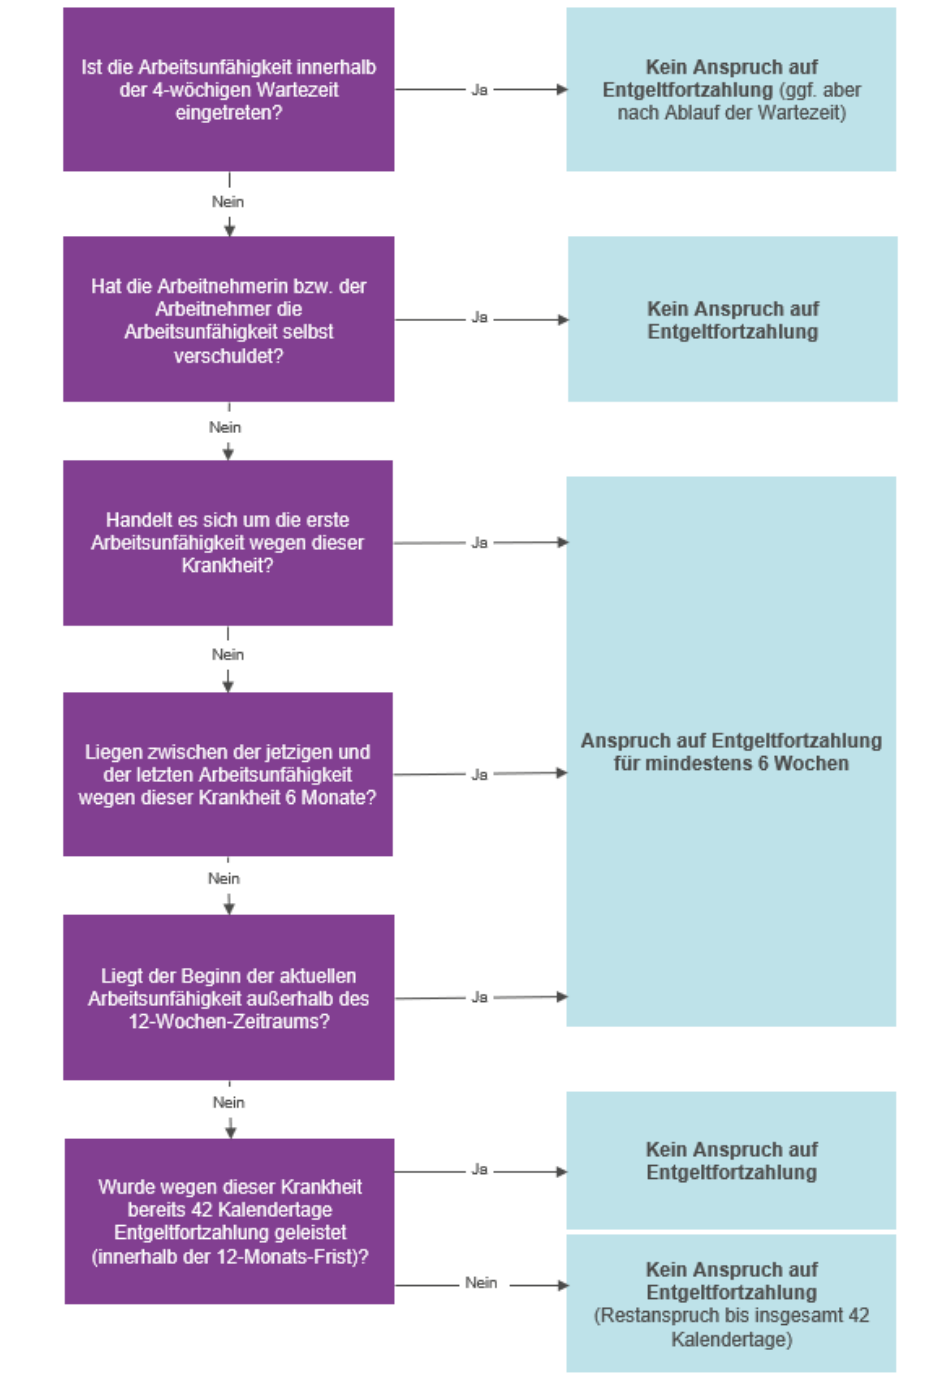 Ist die Arbeitsunfähigkeit innerhalb
der 4-wöchigen Wartezeit
eingetreten?
Ja
Kein Anspruch auf
Entgeltfortzahlung (ggf. aber
nach Ablauf der Wartezeit)
Nein
Hat die Arbeitnehmerin bzw. der
Arbeitnehmer die
Arbeitsunfähigkeit selbst
verschuldet?
Ja
Kein Anspruch auf
Entgeltfortzahlung
Nein
Handelt es sich um die erste
Arbeitsunfähigkeit wegen dieser
Krankheit?
Ja
Nein
Liegen zwischen der jetzigen und
der letzten Arbeitsunfähigkeit
wegen dieser Krankheit 6 Monate?
Ja
Anspruch auf Entgeltfortzahlung
für mindestens 6 Wochen
Nein
Liegt der Beginn der aktuellen
Arbeitsunfähigkeit außerhalb des
12-Wochen-Zeitraums?
Ja
Nein
Wurde wegen dieser Krankheit
bereits 42 Kalendertage
Entgeltfortzahlung geleistet
(innerhalb der 12-Monats-Frist)?
Ja
Kein Anspruch auf
Entgeltfortzahlung
Nein
Kein Anspruch auf
Entgeltfortzahlung
(Restanspruch bis insgesamt 42
Kalendertage)